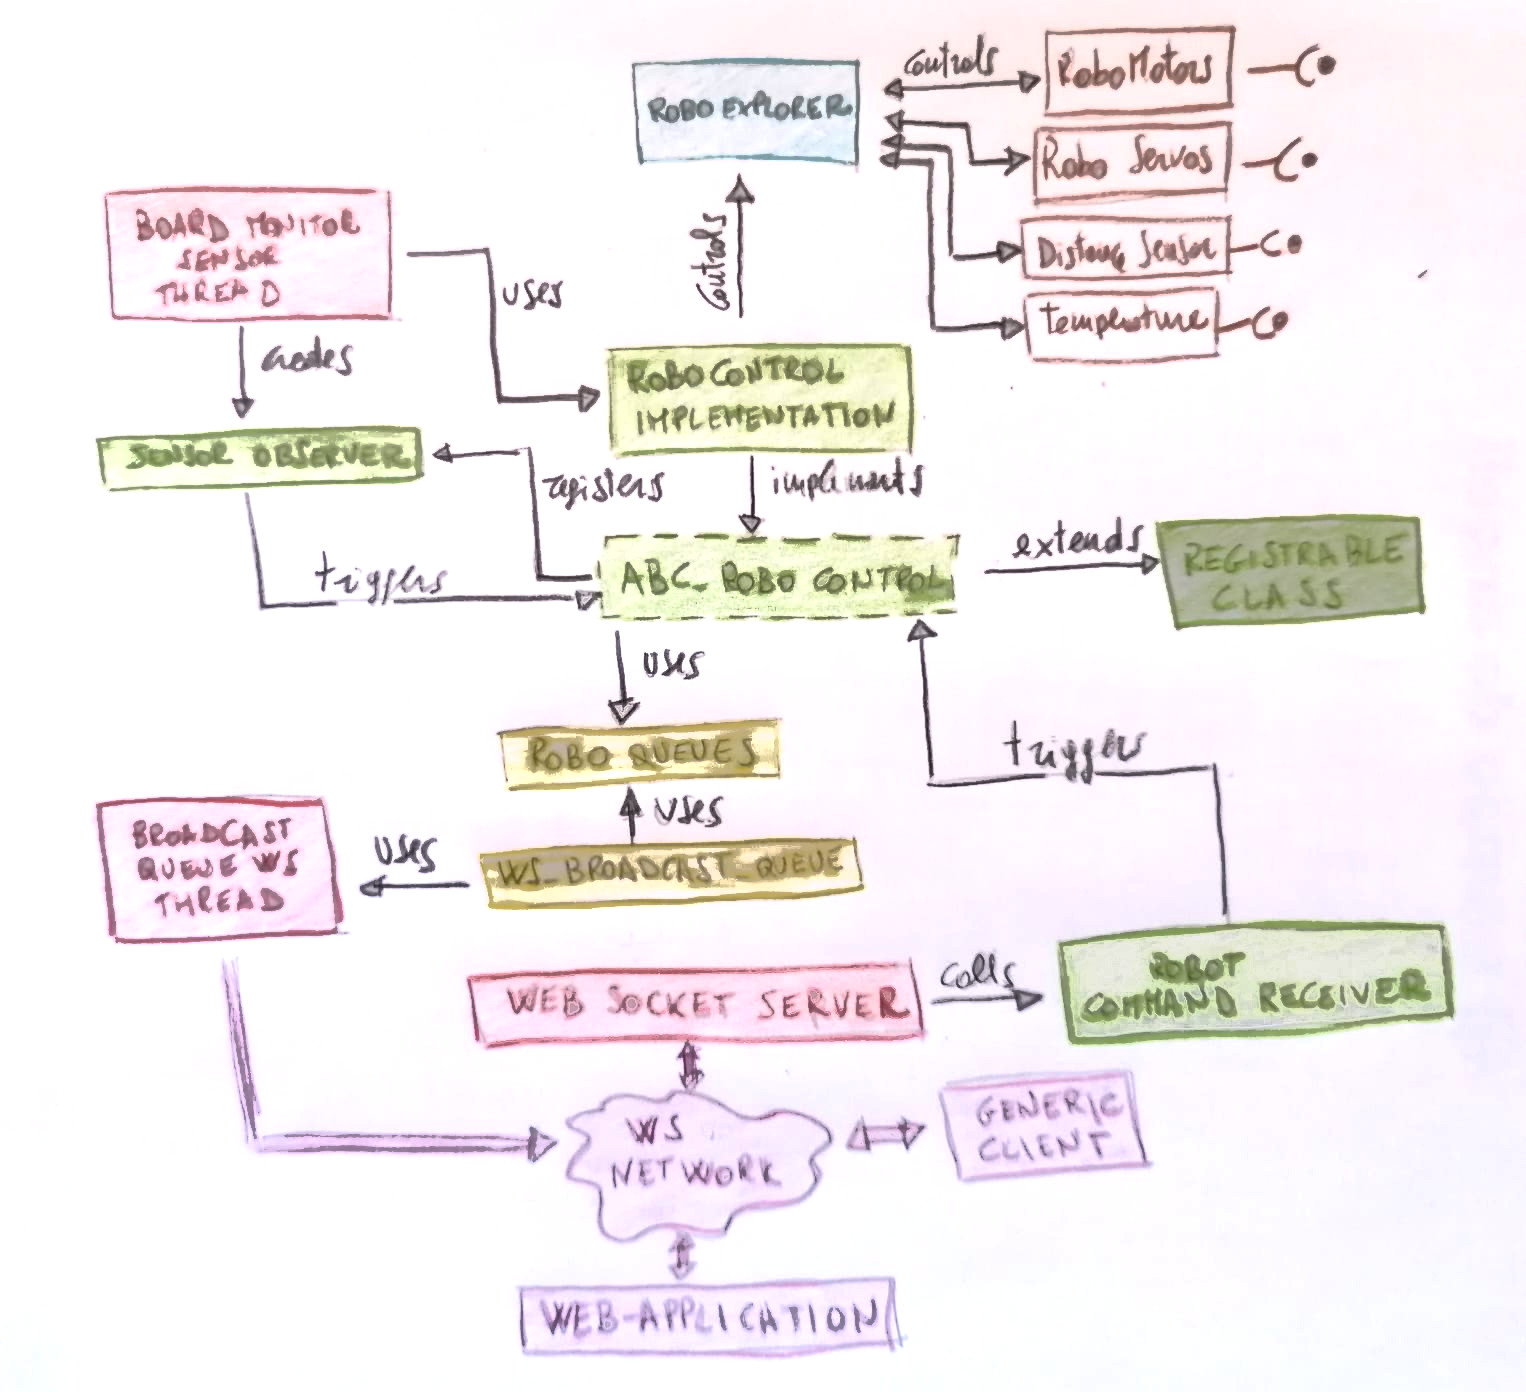 controls
RoboMotors
ROBO EXPLORER
Robo Servos
BOARD MONITOR
SENSOR
THREAD
controls
Distance Sensor
uses
Temperature
creates
ROBO CONTROL
IMPLEMENTATION
SENSOR OBSERVER
registers
implements
triggers
ABC_ROBO CONTROL
extends
REGISTRABLE
CLASS
uses
ROBO QUEUES
trigger
uses
BROADCAST
QUEUE WS
THREAD
uses
WS_BROADCAST_QUEUE
WEB SOCKET SERVER
calls
ROBOT
COMMAND RECEIVER
WS
NETWORK
GENERIC
CLIENT
WEB-APPLICATION